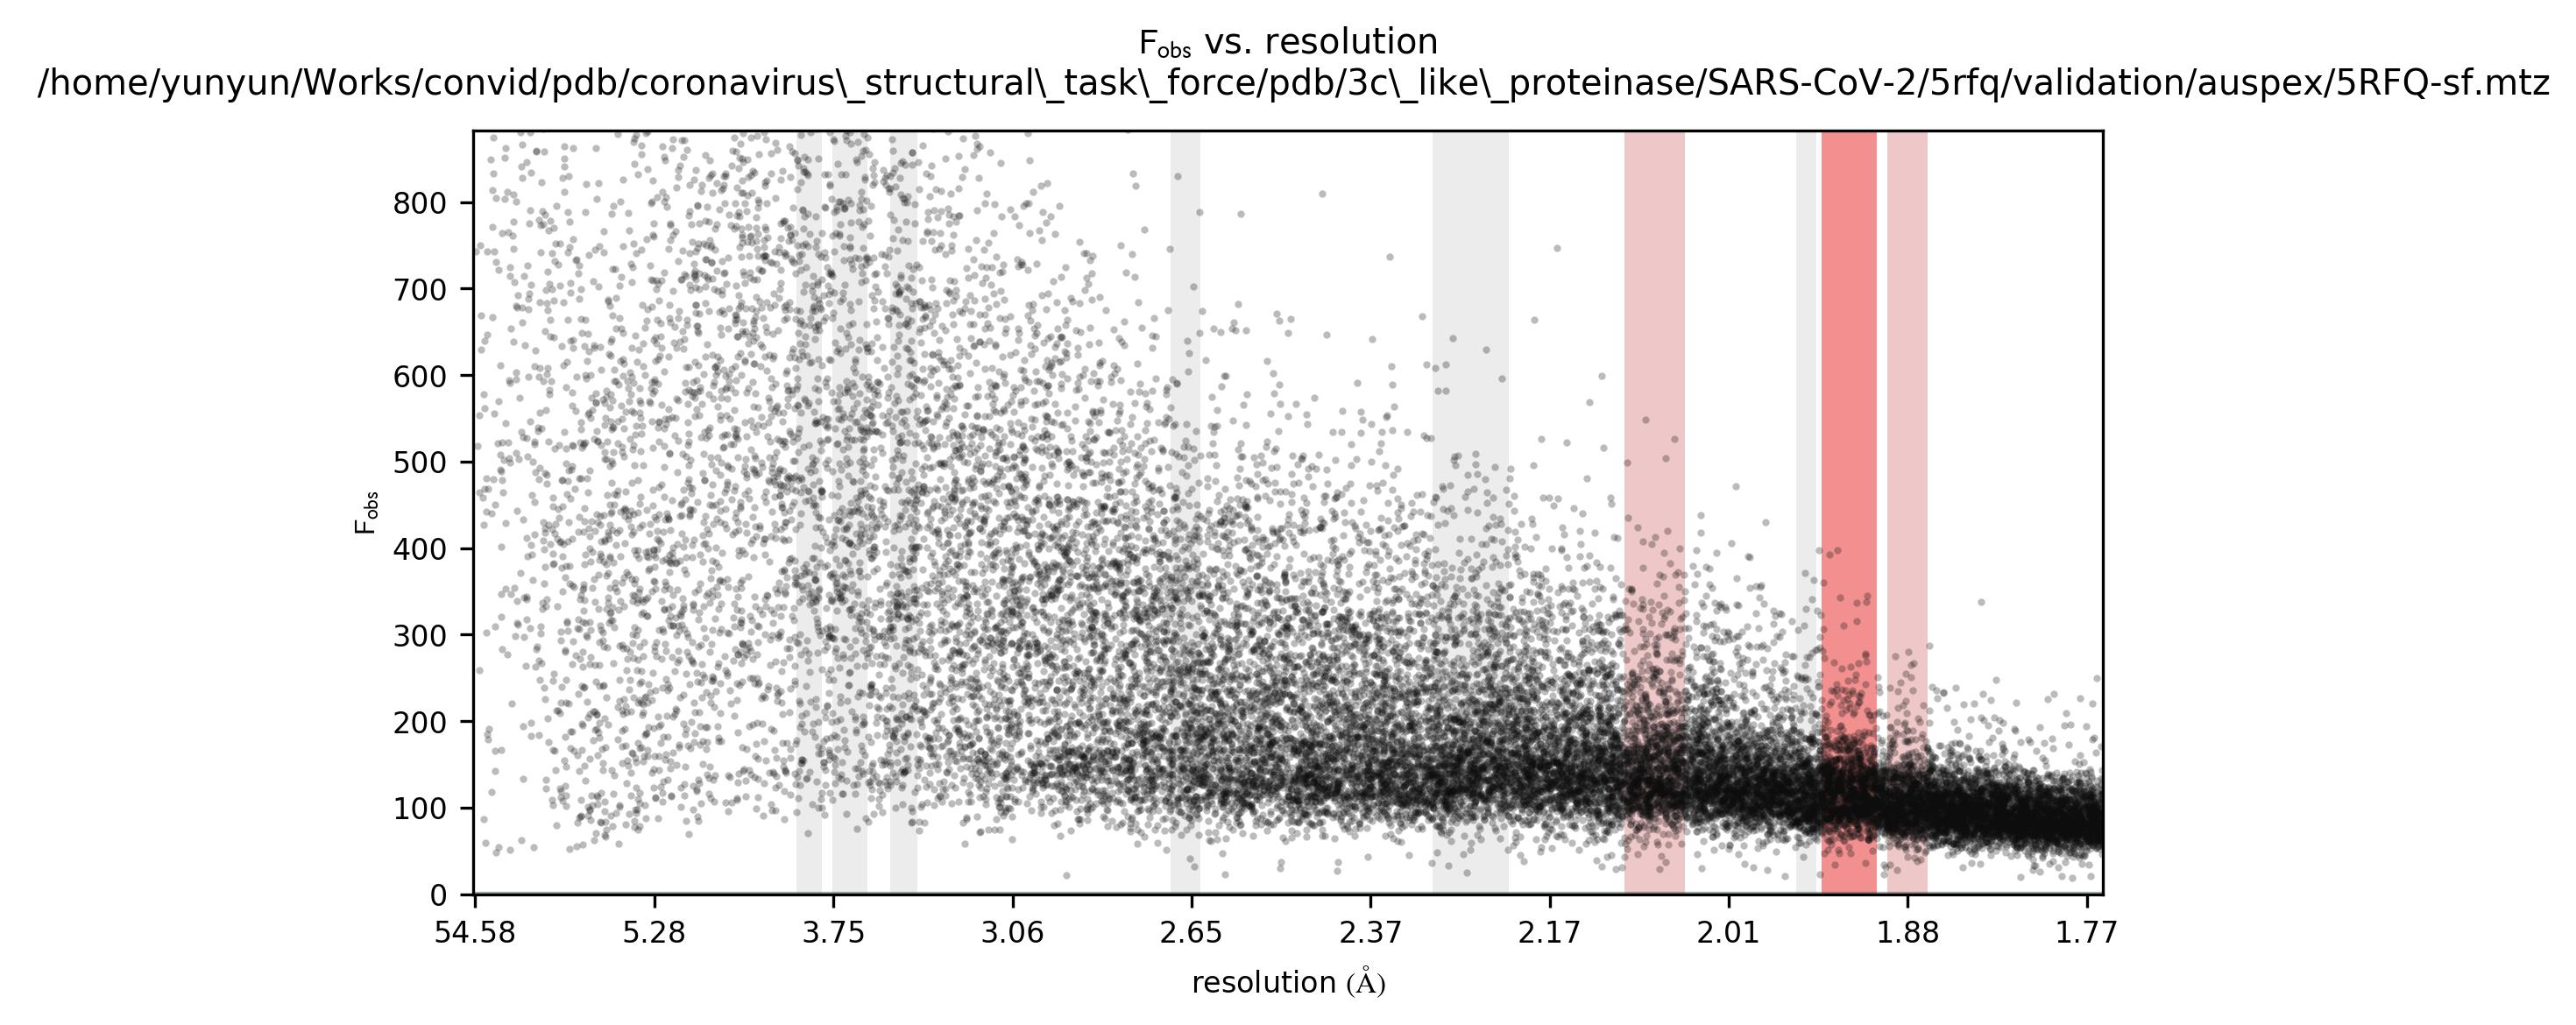 F_obs vs. resolution
/home/yunyun/Works/convid/pdb/coronavirus\_structural\_task\_force/pdb/3c\_like\_proteinase/SARS-CoV-2/5rfq/validation/auspex/5RFQ-sf.mtz
800
700
600
500
400
300
200
100
0
F_obs
54.58 5.28 3.75 3.06 2.65 2.37 2.17 2.01 1.88 1.77
resolution (Å)